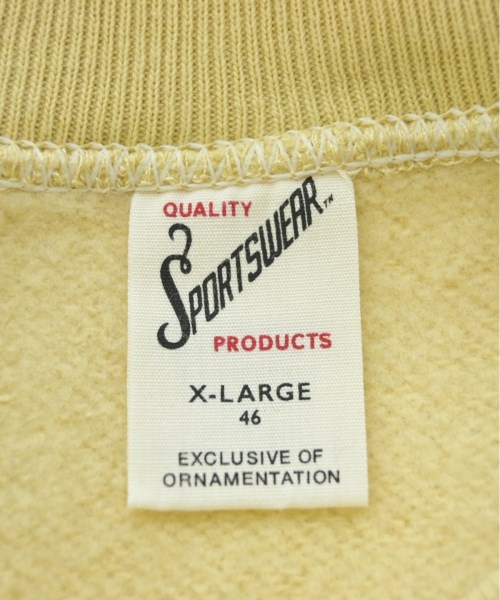 QUALITY
SPORTSWEAR™
PRODUCTS
X-LARGE
46
EXCLUSIVE OF
ORNAMENTATION